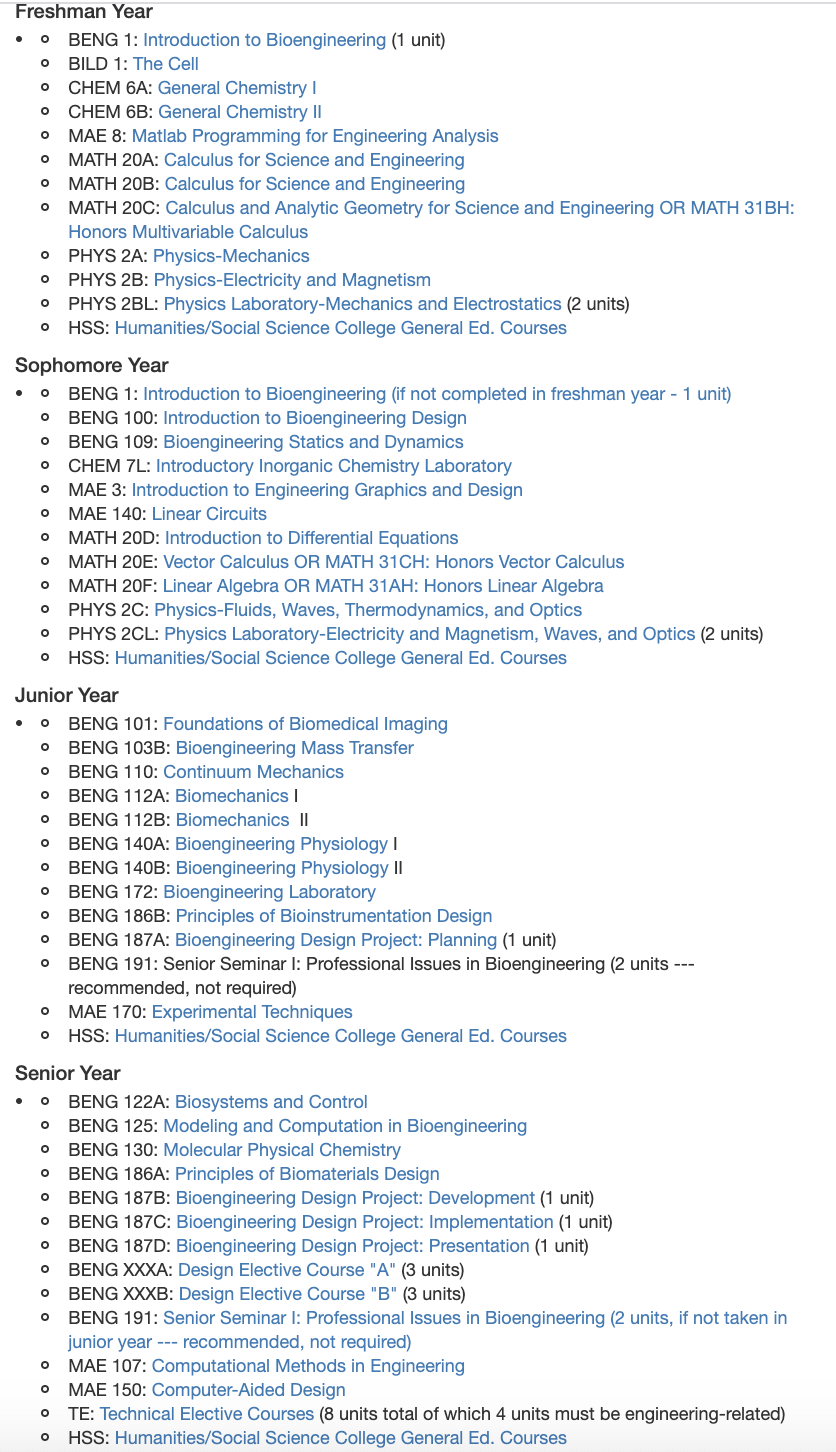 Freshman Year
BENG 1: Introduction to Bioengineering (1 unit)
BILD 1: The Cell
CHEM 6A: General Chemistry I
CHEM 6B: General Chemistry II
MAE 8: Matlab Programming for Engineering Analysis
MATH 20A: Calculus for Science and Engineering
MATH 20B: Calculus for Science and Engineering
MATH 20C: Calculus and Analytic Geometry for Science and Engineering OR MATH 31BH:
Honors Multivariable Calculus
PHYS 2A: Physics-Mechanics
PHYS 2B: Physics-Electricity and Magnetism
PHYS 2BL: Physics Laboratory-Mechanics and Electrostatics (2 units)
HSS: Humanities/Social Science College General Ed. Courses
Sophomore Year
BENG 1: Introduction to Bioengineering (if not completed in freshman year - 1 unit)
BENG 100: Introduction to Bioengineering Design
BENG 109: Bioengineering Statics and Dynamics
CHEM 7L: Introductory Inorganic Chemistry Laboratory
MAE 3: Introduction to Engineering Graphics and Design
MAE 140: Linear Circuits
MATH 20D: Introduction to Differential Equations
MATH 20E: Vector Calculus OR MATH 31CH: Honors Vector Calculus
MATH 20F: Linear Algebra OR MATH 31AH: Honors Linear Algebra
PHYS 2C: Physics-Fluids, Waves, Thermodynamics, and Optics
PHYS 2CL: Physics Laboratory-Electricity and Magnetism, Waves, and Optics (2 units)
HSS: Humanities/Social Science College General Ed. Courses
Junior Year
BENG 101: Foundations of Biomedical Imaging
BENG 103B: Bioengineering Mass Transfer
BENG 110: Continuum Mechanics
BENG 112A: Biomechanics I
BENG 112B: Biomechanics  II
BENG 140A: Bioengineering Physiology I
BENG 140B: Bioengineering Physiology II
BENG 172: Bioengineering Laboratory
BENG 186B: Principles of Bioinstrumentation Design
BENG 187A: Bioengineering Design Project: Planning (1 unit)
BENG 191: Senior Seminar I: Professional Issues in Bioengineering (2 units ---
recommended, not required)
MAE 170: Experimental Techniques
HSS: Humanities/Social Science College General Ed. Courses
Senior Year
BENG 122A: Biosystems and Control
BENG 125: Modeling and Computation in Bioengineering
BENG 130: Molecular Physical Chemistry
BENG 186A: Principles of Biomaterials Design
BENG 187B: Bioengineering Design Project: Development (1 unit)
BENG 187C: Bioengineering Design Project: Implementation (1 unit)
BENG 187D: Bioengineering Design Project: Presentation (1 unit)
BENG XXXA: Design Elective Course "A" (3 units)
BENG XXXB: Design Elective Course "B" (3 units)
BENG 191: Senior Seminar I: Professional Issues in Bioengineering (2 units, if not taken in
junior year --- recommended, not required)
MAE 107: Computational Methods in Engineering
MAE 150: Computer-Aided Design
TE: Technical Elective Courses (8 units total of which 4 units must be engineering-related)
HSS: Humanities/Social Science College General Ed. Courses